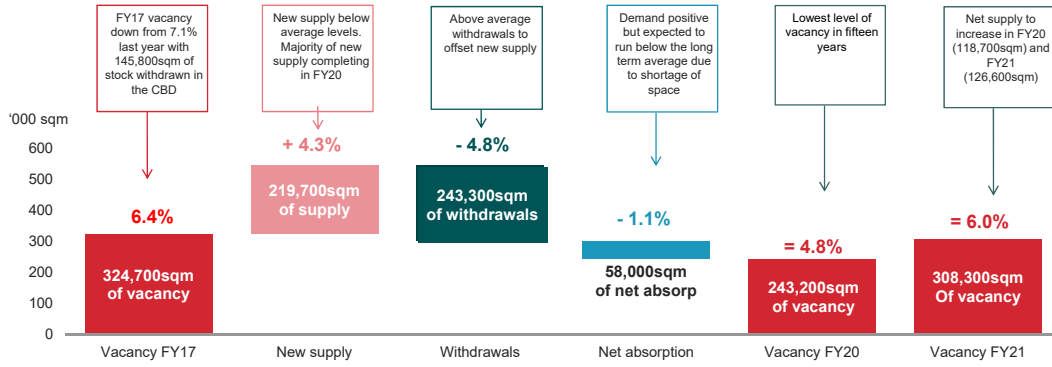 FY17 vacancy
down from 7.1%
last year with
145,800sqm of
stock withdrawn in
the CBD
New supply below
average levels.
Majority of new
supply completing
in FY20
Above average
withdrawals to
offset new supply
Demand positive
but expected to
run below the long
term average due
to shortage of
space
Lowest level of
vacancy in fifteen
years
Net supply to
increase in FY20
(118,700sqm) and
FY21
(126,600sqm)
‘000 sqm
600
500
400
300
200
100
0
6.4%
324,700sqm
of vacancy
+ 4.3%
219,700sqm
of supply
- 4.8%
243,300sqm
of withdrawals
- 1.1%
58,000sqm
of net absorp
= 4.8%
243,200sqm
of vacancy
= 6.0%
308,300sqm
Of vacancy
Vacancy FY17
New supply
Withdrawals
Net absorption
Vacancy FY20
Vacancy FY21